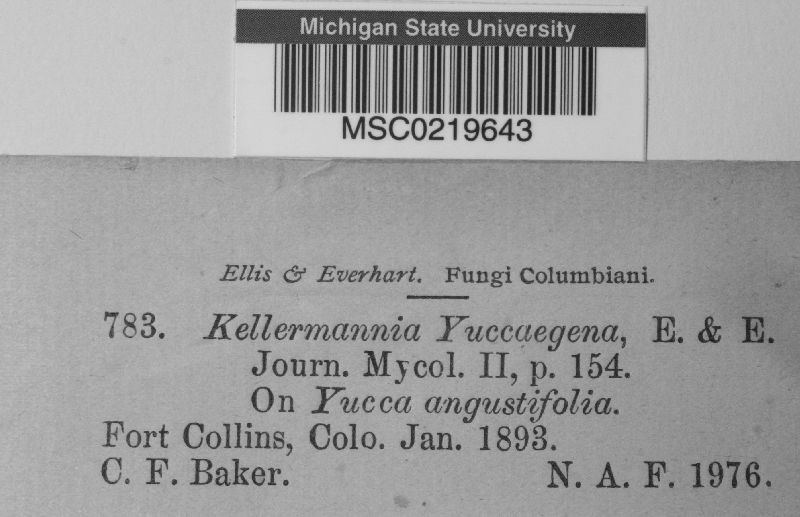 Michigan State University
MSC0219643
Ellis & Everhart. Fungi Columbiani.
783. Kellermannia Yuccaegena, E. & E.
Journ. Mycol. II, p. 154.
On Yucca angustifolia.
Fort Collins, Colo. Jan. 1893.
C. F. Baker. N. A. F. 1976.